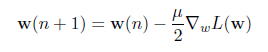 w(n + 1) = w(n) − μ/2 ∇_w L(w)